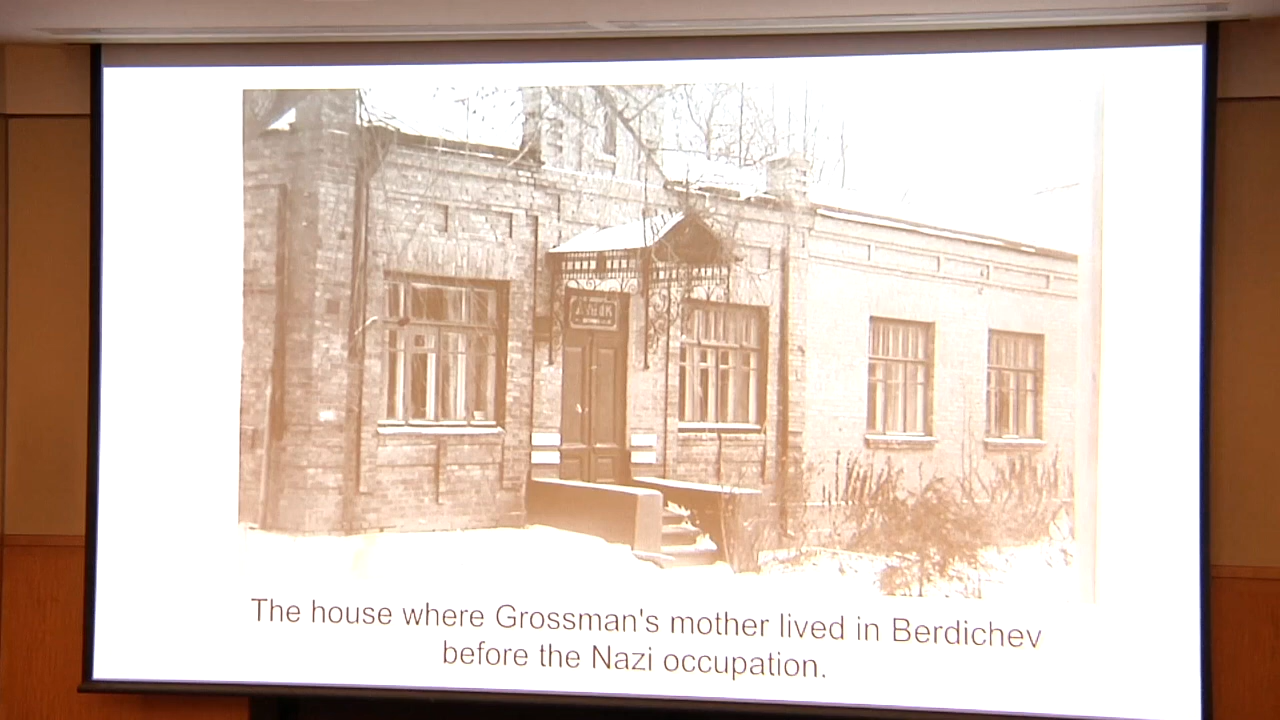 The house where Grossman's mother lived in Berdichev
before the Nazi occupation.